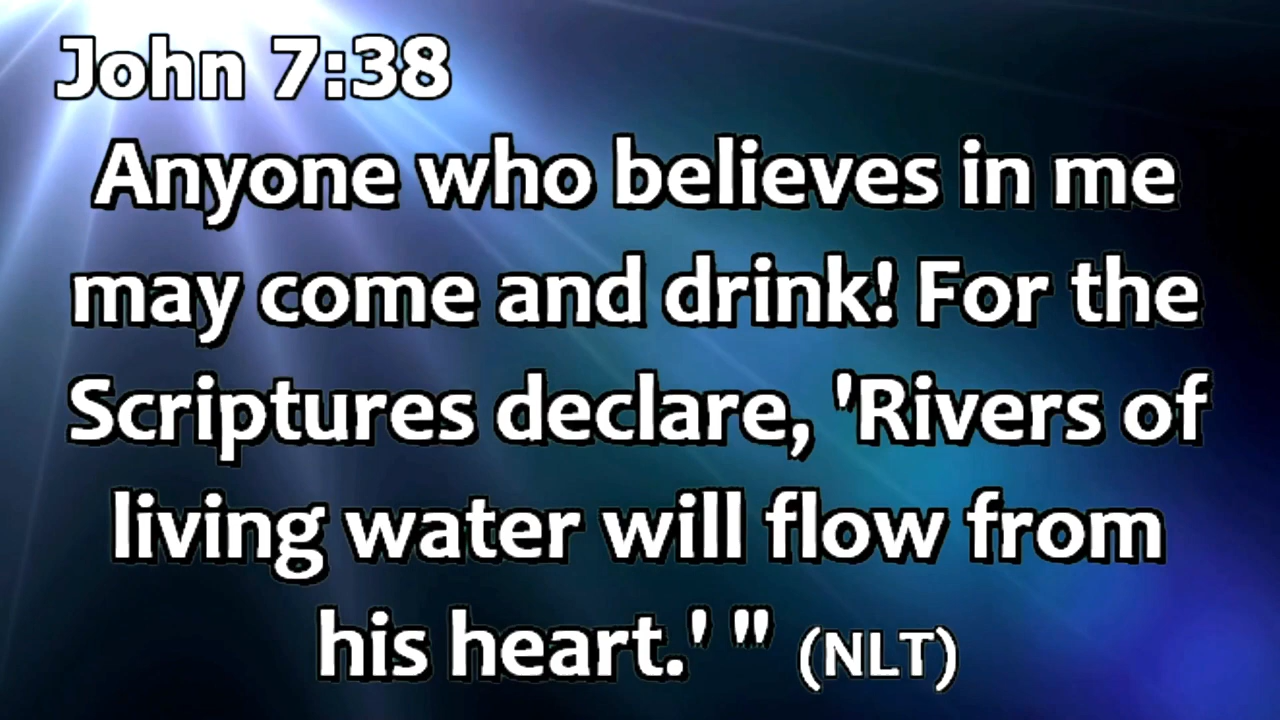 John 7:38
Anyone who believes in me
may come and drink! For the
Scriptures declare, 'Rivers of
living water will flow from
his heart.' " (NLT)